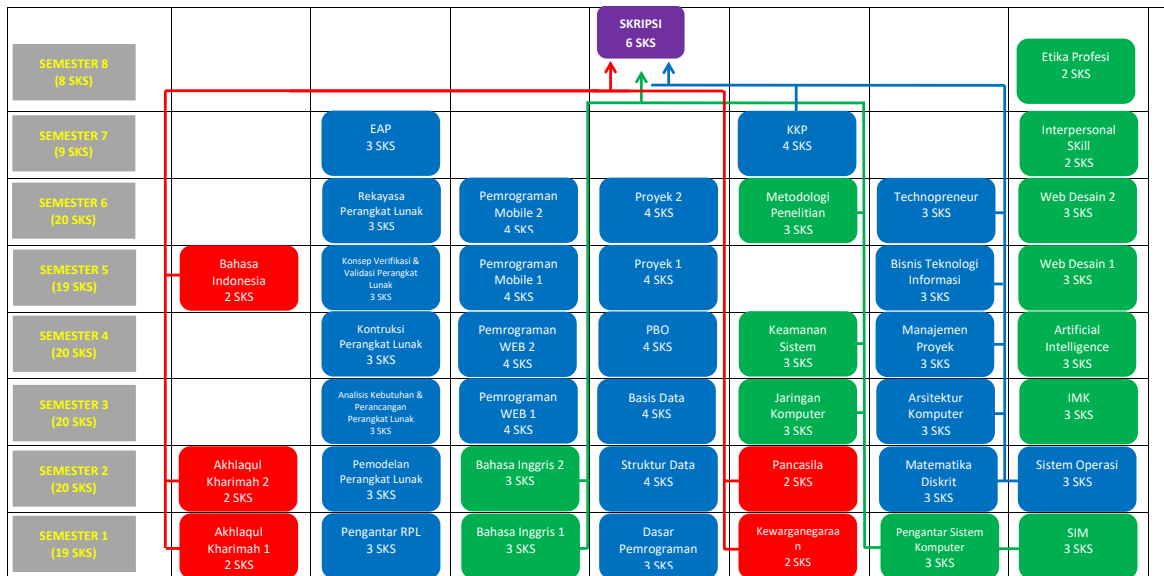 SKRIPSI
6 SKS
SEMESTER 8
(8 SKS)
Etika Profesi
2 SKS
SEMESTER 7
(9 SKS)
EAP
3 SKS
KKP
4 SKS
Interpersonal
SKill
2 SKS
SEMESTER 6
(20 SKS)
Rekayasa
Perangkat Lunak
3 SKS
Pemrograman
Mobile 2
4 SKS
Proyek 2
4 SKS
Metodologi
Penelitian
3 SKS
Technopreneur
3 SKS
Web Desain 2
3 SKS
SEMESTER 5
(19 SKS)
Bahasa
Indonesia
2 SKS
Konsep Verifikasi &
Validasi Perangkat
Lunak
3 SKS
Pemrograman
Mobile 1
4 SKS
Proyek 1
4 SKS
Bisnis Teknologi
Informasi
3 SKS
Web Desain 1
3 SKS
SEMESTER 4
(20 SKS)
Kontruksi
Perangkat Lunak
3 SKS
Pemrograman
WEB 2
4 SKS
PBO
4 SKS
Keamanan
Sistem
3 SKS
Manajemen
Proyek
3 SKS
Artificial
Intelligence
3 SKS
SEMESTER 3
(20 SKS)
Analisis Kebutuhan &
Perancangan
Perangkat Lunak
3 SKS
Pemrograman
WEB 1
4 SKS
Basis Data
4 SKS
Jaringan
Komputer
3 SKS
Arsitektur
Komputer
3 SKS
IMK
3 SKS
SEMESTER 2
(20 SKS)
Akhlaqul
Kharimah 2
2 SKS
Pemodelan
Perangkat Lunak
3 SKS
Bahasa Inggris 2
3 SKS
Struktur Data
4 SKS
Pancasila
2 SKS
Matematika
Diskrit
3 SKS
Sistem Operasi
3 SKS
SEMESTER 1
(19 SKS)
Akhlaqul
Kharimah 1
2 SKS
Pengantar RPL
3 SKS
Bahasa Inggris 1
3 SKS
Dasar
Pemrograman
3 SKS
Kewarganegaraa
n
2 SKS
Pengantar Sistem
Komputer
3 SKS
SIM
3 SKS